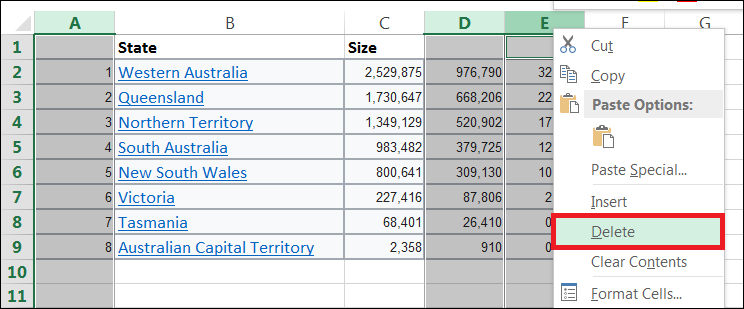 A B C D E F G
1 State Size
2 1 Western Australia 2,529,875 976,790 32
3 2 Queensland 1,730,647 668,206 22
4 3 Northern Territory 1,349,129 520,902 17
5 4 South Australia 983,482 379,725 12
6 5 New South Wales 800,641 309,130 10
7 6 Victoria 227,416 87,806 2
8 7 Tasmania 68,401 26,410 0
9 8 Australian Capital Territory 2,358 910 0
10
11
Cut
Copy
Paste Options:
Paste Special...
Insert
Delete
Clear Contents
Format Cells...